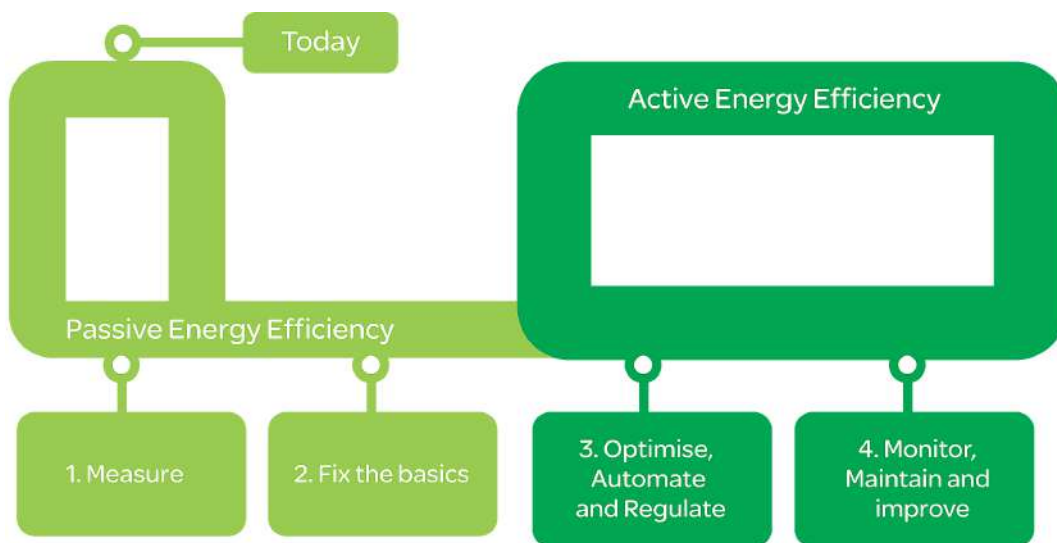 Today
Active Energy Efficiency
Passive Energy Efficiency
1. Measure
2. Fix the basics
3. Optimise,
Automate
and Regulate
4. Monitor,
Maintain and
improve